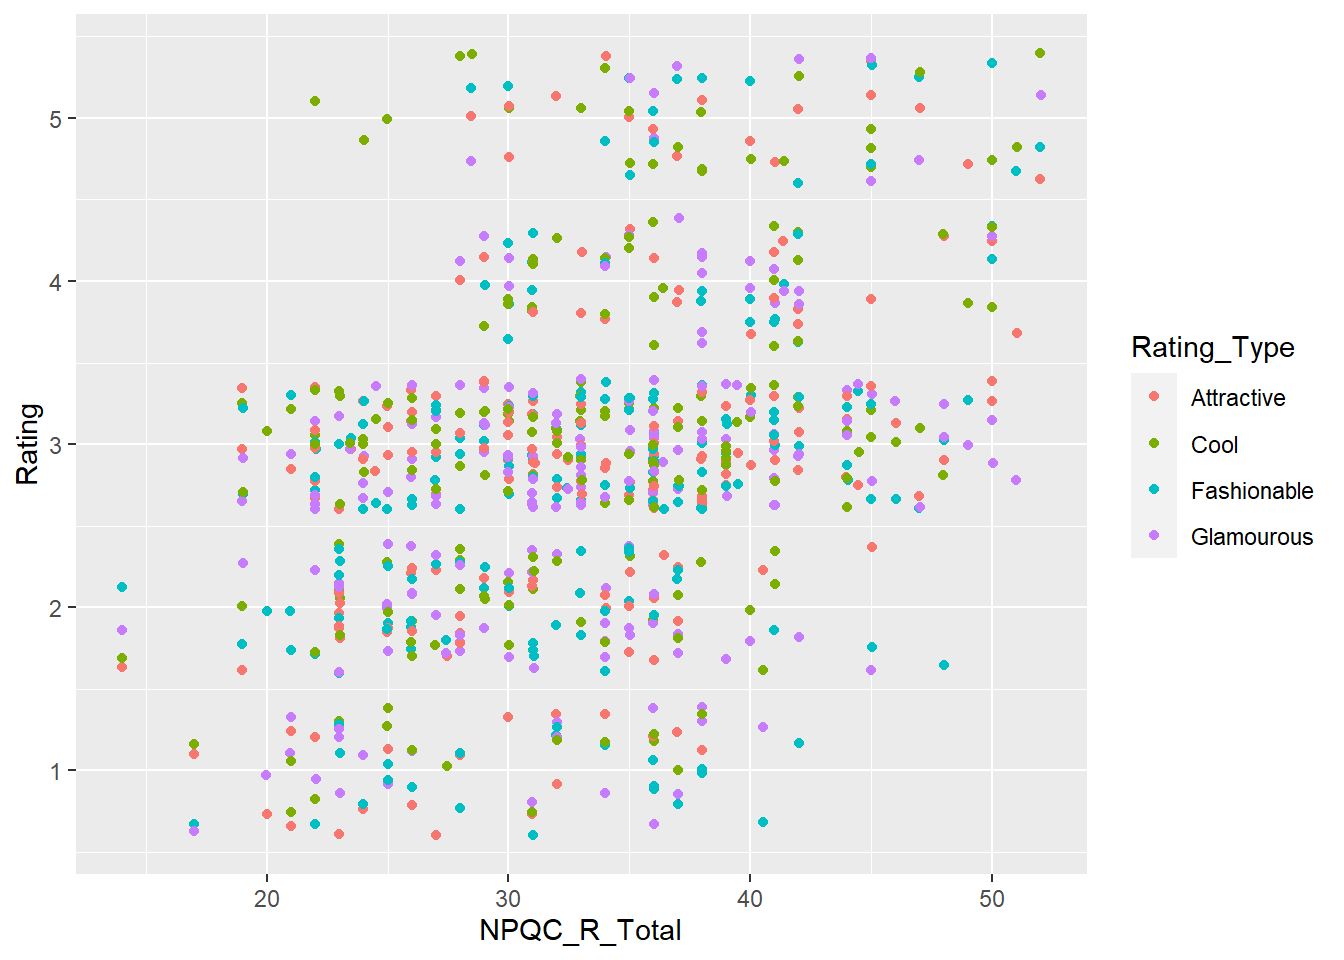 5
4
3
2
1
Rating
20 30 40 50
NPQC_R_Total
Rating_Type
Attractive
Cool
Fashionable
Glamourous